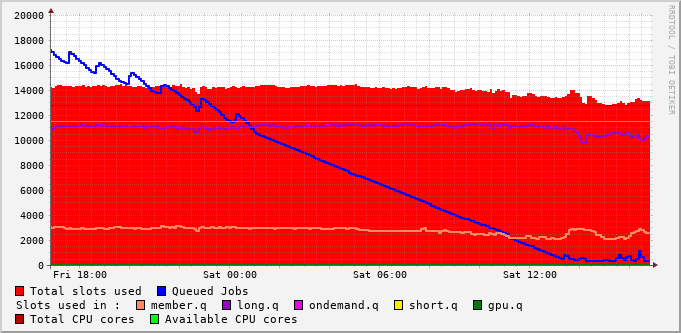 RRDTOOL / TOBI OETIKER
20000
18000
16000
14000
12000
10000
8000
6000
4000
2000
0
Fri 18:00 Sat 00:00 Sat 06:00 Sat 12:00
Total slots used Queued Jobs
Slots used in : member.q long.q ondemand.q short.q gpu.q
Total CPU cores Available CPU cores